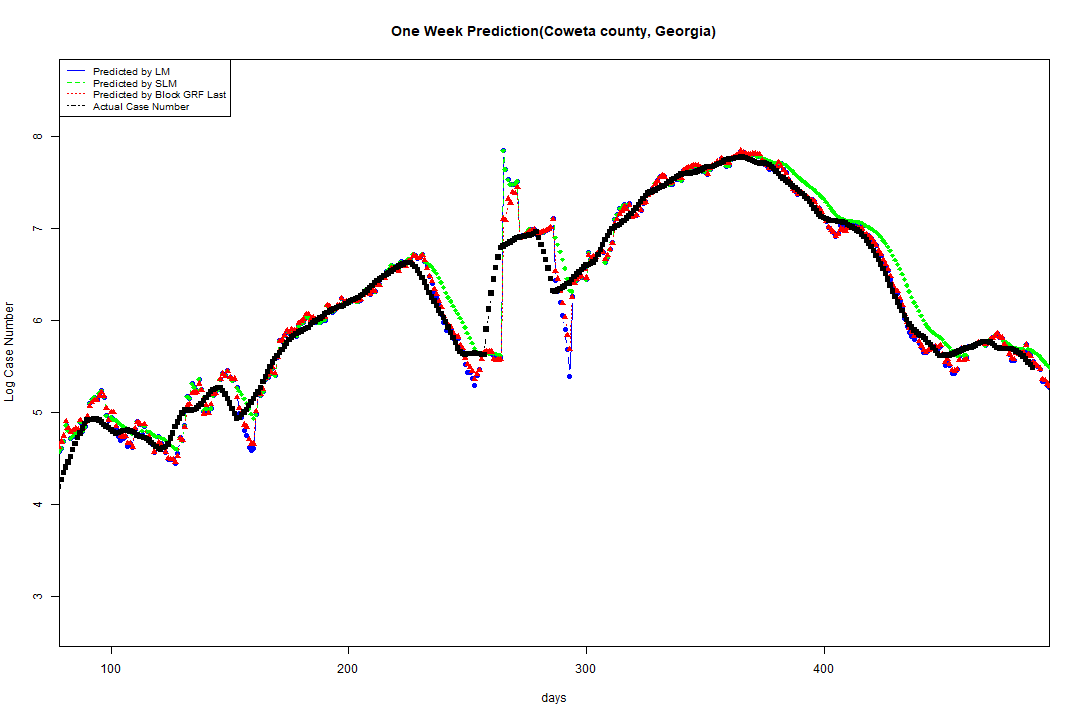 One Week Prediction(Coweta county, Georgia)
Predicted by LM
Predicted by SLM
Predicted by Block GRF Last
Actual Case Number
8
7
6
5
4
3
Log Case Number
100 200 300 400
days